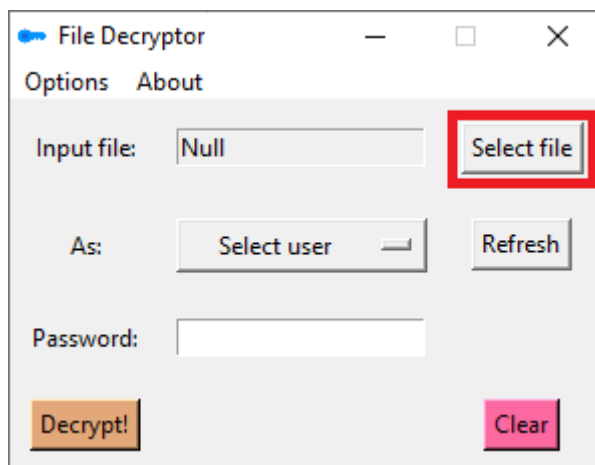 File Decryptor
Options About
Input file: Null Select file
As: Select user Refresh
Password:
Decrypt! Clear